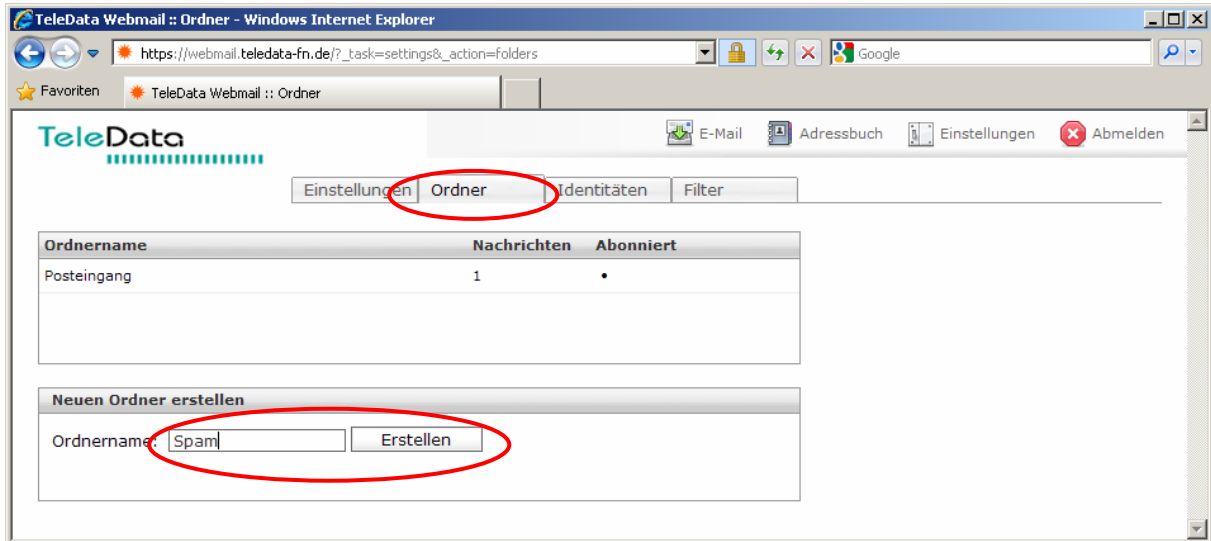 TeleData Webmail :: Ordner - Windows Internet Explorer
https://webmail.teledata-fn.de/?_task=settings&_action=folders
Google
Favoriten
TeleData Webmail :: Ordner
TeleData
E-Mail
Adressbuch
Einstellungen
Abmelden
Einstellungen
Ordner
Identitäten
Filter
Ordnername Nachrichten Abonniert
Posteingang 1 •
Neuen Ordner erstellen
Ordnername: Spam Erstellen